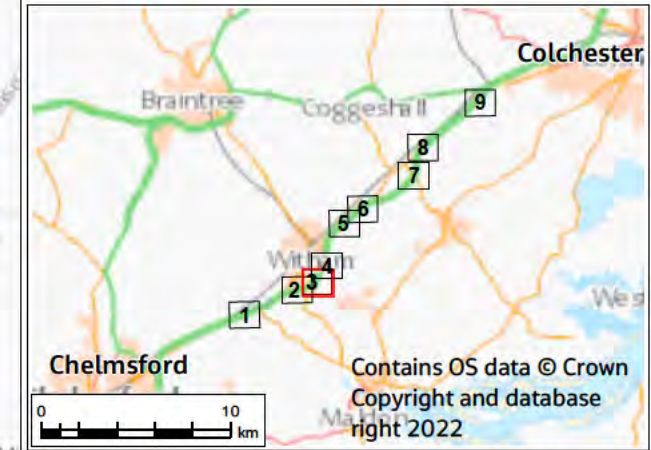 Colchester
Braintree
Coggeshall
9
8
7
6
5
Witham
4
3
2
1
Wes
Chelmsford
Contains OS data © Crown
Copyright and database
right 2022
Maldon
0 10
km